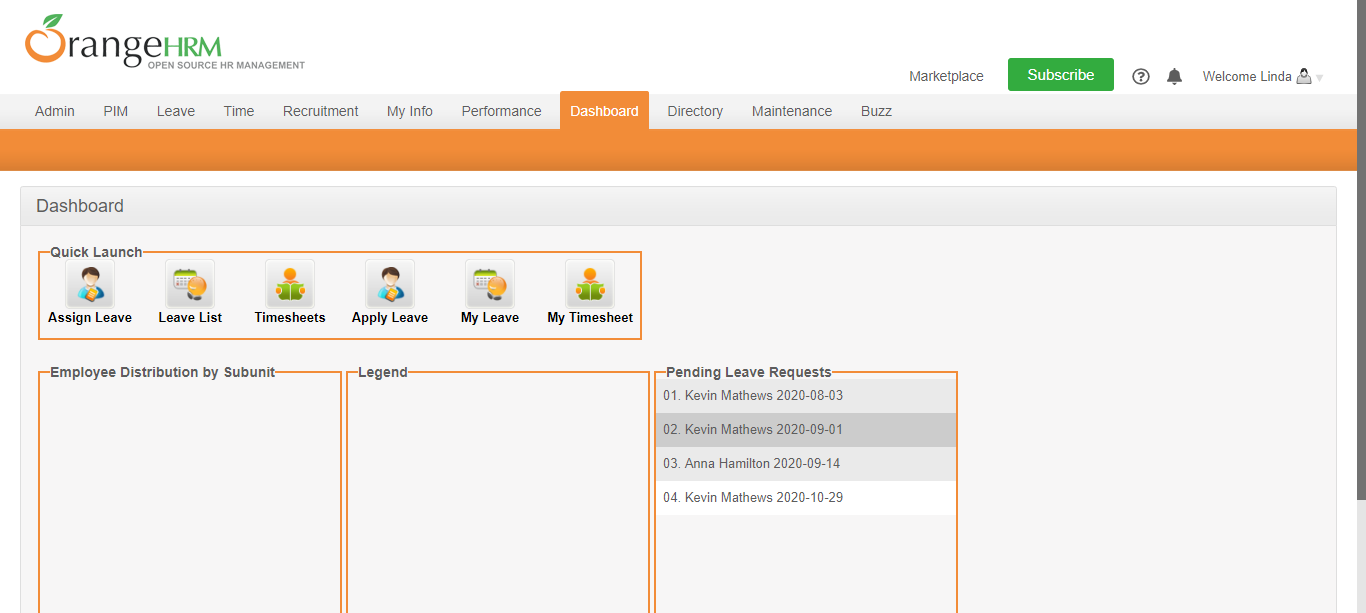 OrangeHRM
OPEN SOURCE HR MANAGEMENT
Marketplace Subscribe ? Welcome Linda
Admin PIM Leave Time Recruitment My Info Performance Dashboard Directory Maintenance Buzz
Dashboard
Quick Launch
Assign Leave Leave List Timesheets Apply Leave My Leave My Timesheet
Employee Distribution by Subunit Legend Pending Leave Requests
01. Kevin Mathews 2020-08-03
02. Kevin Mathews 2020-09-01
03. Anna Hamilton 2020-09-14
04. Kevin Mathews 2020-10-29